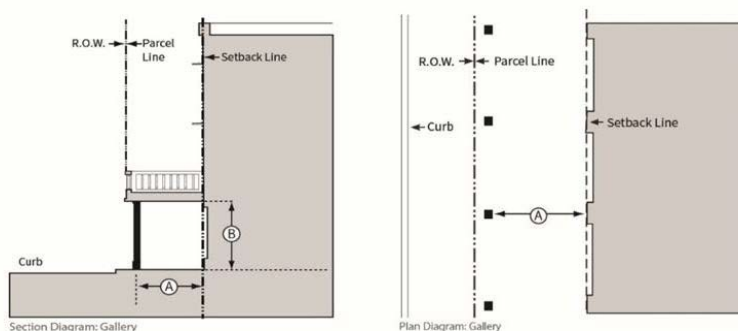 R.O.W.
Parcel
Line
Setback Line
B
Curb
A
Section Diagram: Gallery
R.O.W.
Parcel Line
Curb
Setback Line
A
Plan Diagram: Gallery